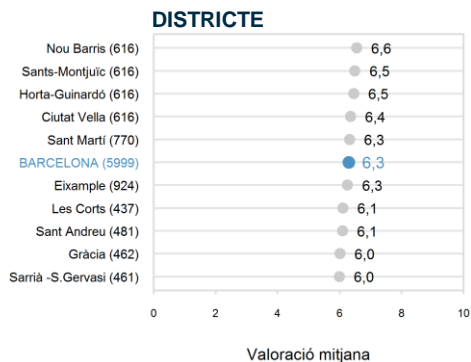 DISTRICTE
Nou Barris (616) 6,6
Sants-Montjuïc (616) 6,5
Horta-Guinardó (616) 6,5
Ciutat Vella (616) 6,4
Sant Martí (770) 6,3
BARCELONA (5999) 6,3
Eixample (924) 6,3
Les Corts (437) 6,1
Sant Andreu (481) 6,1
Gràcia (462) 6,0
Sarrià -S.Gervasi (461) 6,0
0 2 4 6 8 10
Valoració mitjana